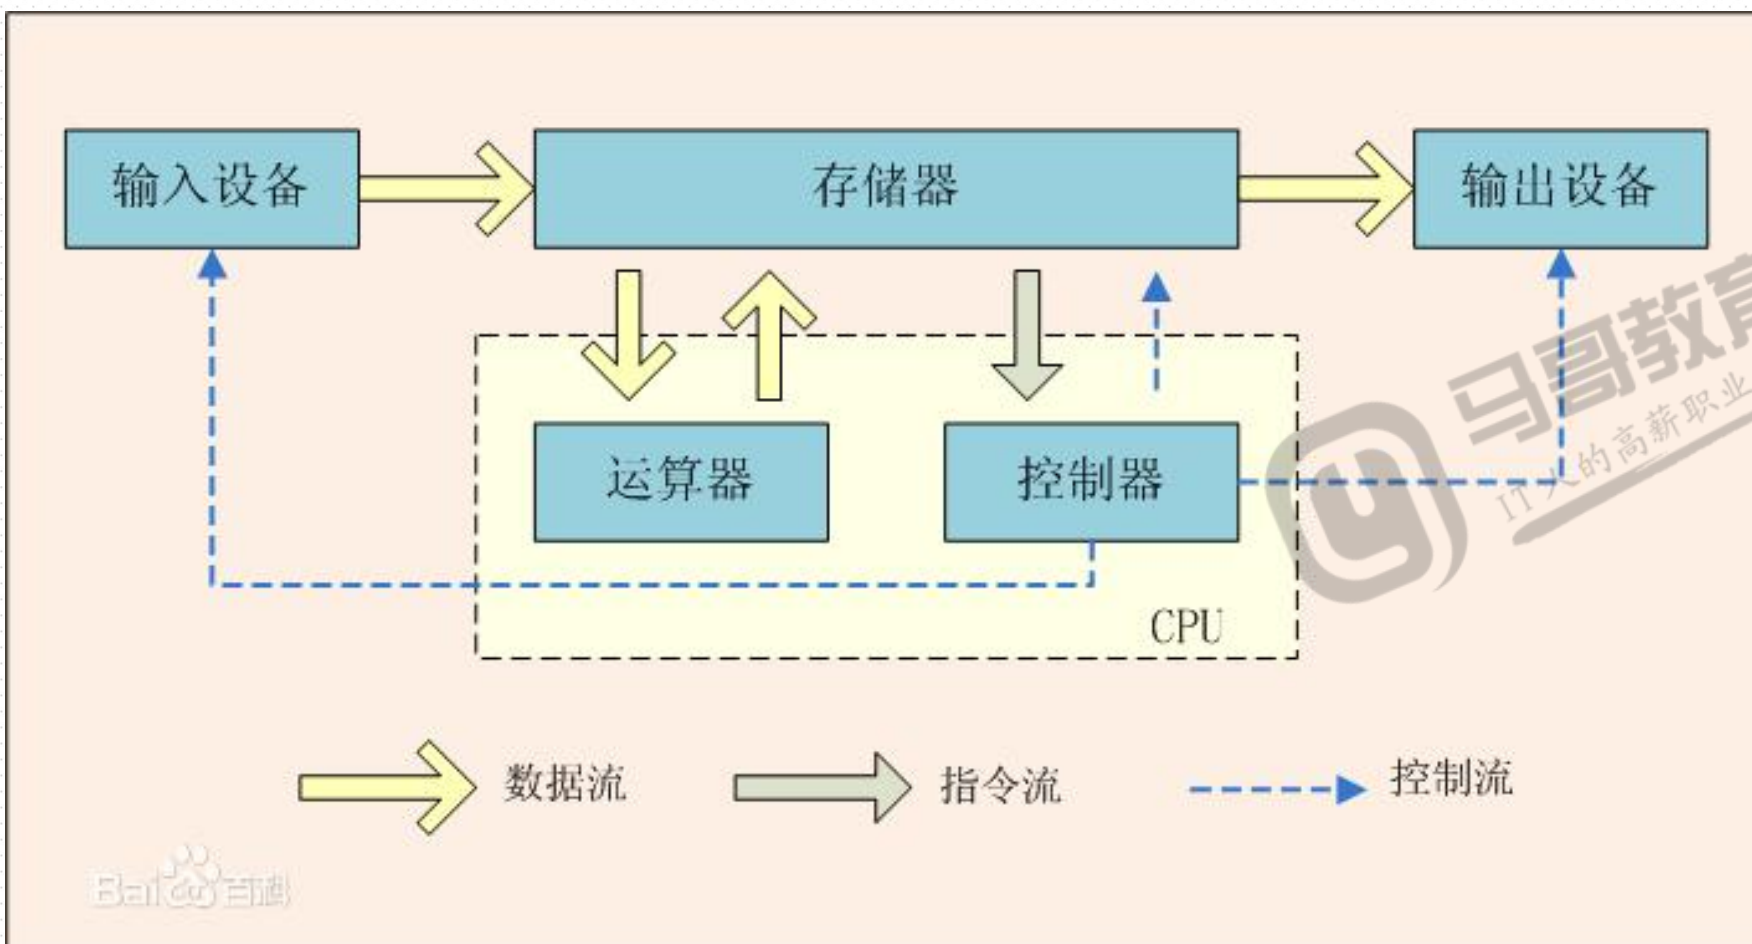 输入设备
存储器
输出设备
运算器
控制器
CPU
数据流
指令流
控制流
马哥教育
IT人的高薪职业
Baidu百科